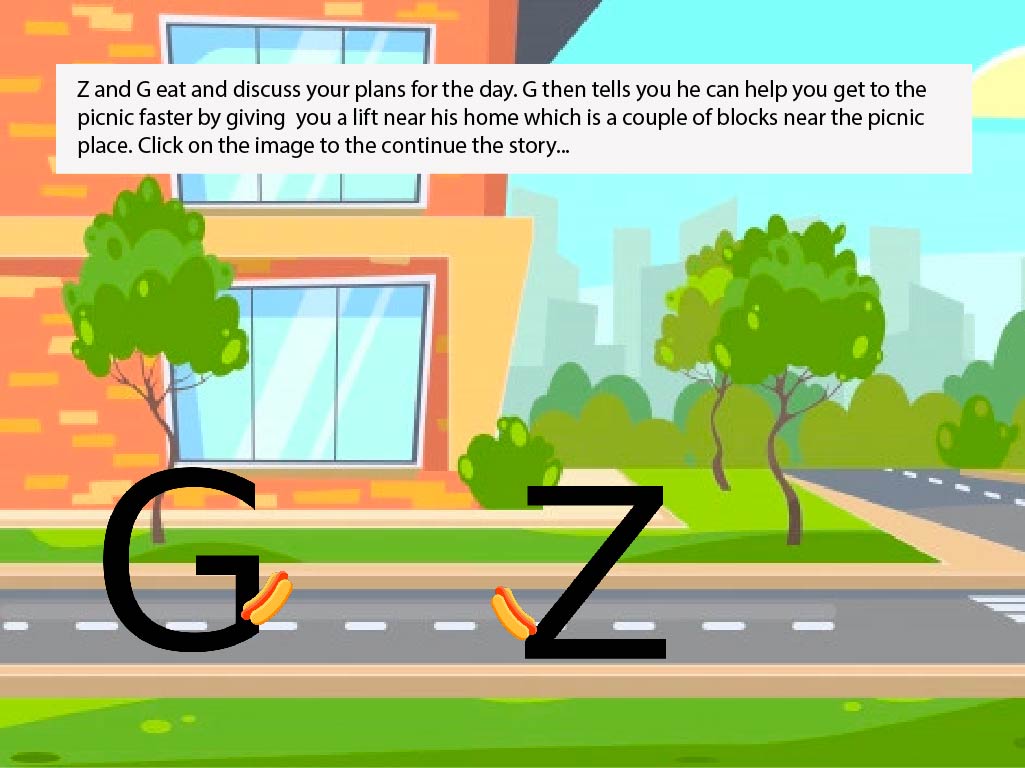 Z and G eat and discuss your plans for the day. G then tells you he can help you get to the
picnic faster by giving  you a lift near his home which is a couple of blocks near the picnic
place. Click on the image to the continue the story...
G Z